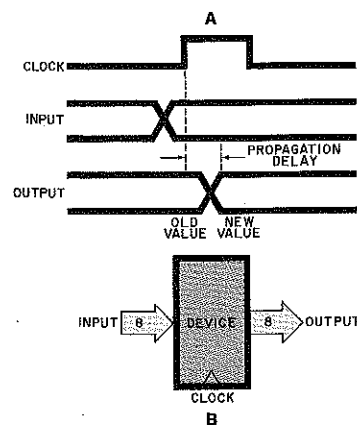 A
CLOCK
INPUT
PROPAGATION
DELAY
OUTPUT
OLD NEW
VALUE VALUE
INPUT 8 DEVICE 8 OUTPUT
CLOCK
B